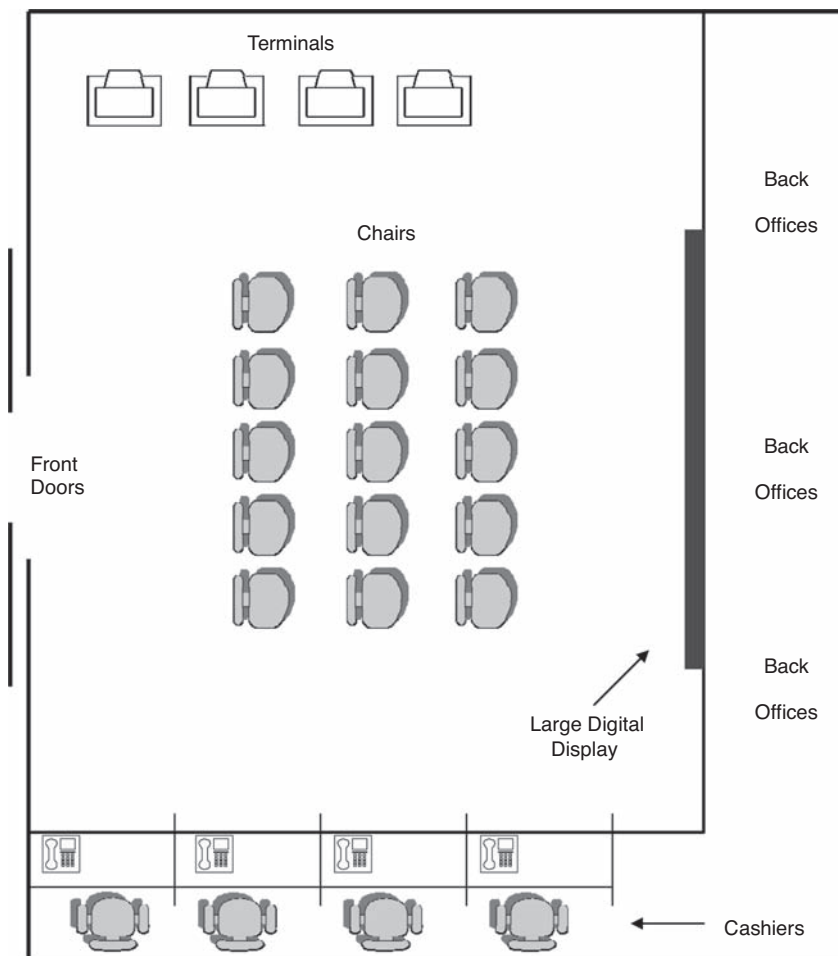 Terminals
Back
Offices
Chairs
Front
Doors
Back
Offices
Back
Offices
Large Digital
Display
Cashiers